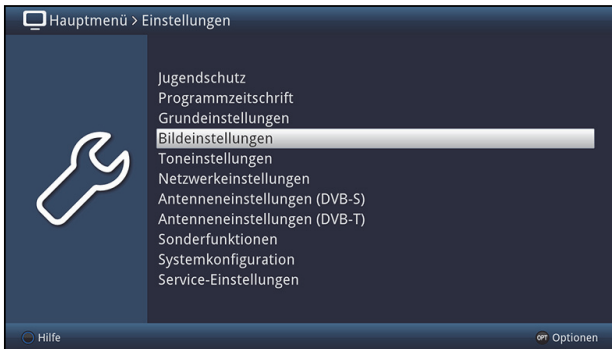 Hauptmenü > Einstellungen
Jugendschutz
Programmzeitschrift
Grundeinstellungen
Bildeinstellungen
Toneinstellungen
Netzwerkeinstellungen
Antenneneinstellungen (DVB-S)
Antenneneinstellungen (DVB-T)
Sonderfunktionen
Systemkonfiguration
Service-Einstellungen
Hilfe OPT Optionen